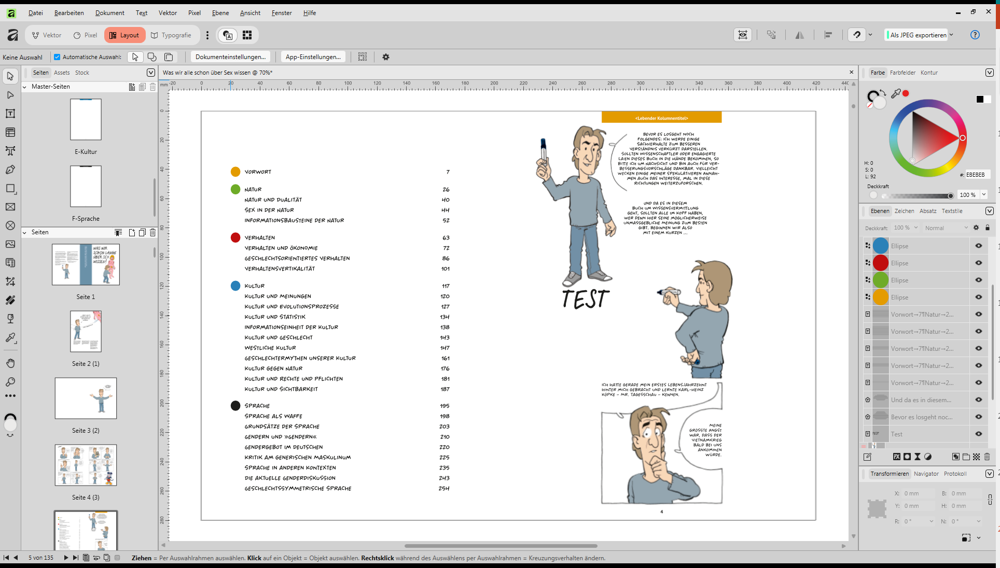 Datei Bearbeiten Dokument Text Vektor Pixel Ebene Ansicht Fenster Hilfe
Vektor Pixel Layout Typografie
Als JPEG exportieren
Keine Auswahl Automatische Auswahl: Dokumenteinstellungen... App-Einstellungen...
Seiten Assets Stock
Master-Seiten
E-Kultur
F-Sprache
Seiten
WAS WIR
SCHON LANGE
ÜBER SEX
WISSEN!
Seite 1
Seite 2 (1)
Seite 3 (2)
Seite 4 (3)
Was wir alle schon über Sex wissen @ 70%*
mm -20 0 20 40 60 80 100 120 140 160 180 200 220 240 260 280 300 320 340 360 380 400 420 440
0
20
40
60
80
100
120
140
160
180
200
220
240
260
280
VORWORT 7
NATUR 26
NATUR UND DUALITÄT 40
SEX IN DER NATUR 44
INFORMATIONSBAUSTEINE DER NATUR 52
VERHALTEN 63
VERHALTEN UND ÖKONOMIE 72
GESCHLECHTSORIENTIERTES VERHALTEN 86
VERHALTENSVERTIKALITÄT 101
KULTUR 117
KULTUR UND MEINUNGEN 120
KULTUR UND EVOLUTIONSPROZESSE 127
KULTUR UND STATISTIK 134
INFORMATIONSEINHEIT DER KULTUR 138
KULTUR UND GESCHLECHT 143
WESTLICHE KULTUR 147
GESCHLECHTERMYTHEN UNSERER KULTUR 161
KULTUR GEGEN NATUR 176
KULTUR UND RECHTE UND PFLICHTEN 181
KULTUR UND SICHTBARKEIT 187
SPRACHE 195
SPRACHE ALS WAFFE 198
GRUNDSÄTZE DER SPRACHE 203
GENDERN UND »GENDERN« 210
GENDERGEBOT IM DEUTSCHEN 220
KRITIK AM GENERISCHEN MASKULINUM 225
SPRACHE IN ANDEREN KONTEXTEN 235
DIE AKTUELLE GENDERDISKUSSION 243
GESCHLECHTSSYMMETRISCHE SPRACHE 254
<Lebender Kolumnentitel>
BEVOR ES LOSGEHT NOCH
FOLGENDES: ICH WERDE EINIGE
SACHVERHALTE ZUM BESSEREN
VERSTÄNDNIS VERKÜRZT DARSTELLEN.
SOLLTEN WISSENSCHAFTLER ODER ENGAGIERTE
LAIEN DIESES BUCH IN DIE HÄNDE BEKOMMEN, SO
BITTE ICH UM NACHSICHT UND BIN AUCH FÜR VER-
BESSERUNGSVORSCHLÄGE DANKBAR. VIELLEICHT
WECKEN EINIGE MEINER SPEKULATIVEREN ANNAH-
MEN AUCH DAS INTERESSE, MAL IN DIESE
RICHTUNGEN WEITERZUFORSCHEN.
UND DA ES IN DIESEM
BUCH UM WISSENSVERMITTLUNG
GEHT, SOLLTEN ALLE IM KOPF HABEN,
WER DENN HIER SEINE MÖGLICHERWEISE
UNMASSGEBLICHE MEINUNG ZUM BESTEN
GIBT. BEGINNEN WIR ALSO
MIT EINEM KURZEN ...
TEST
ICH HATTE GERADE MEIN ERSTES LEBENSJAHRZEHNT
HINTER MICH GEBRACHT UND LERNTE KARL-HEINZ
KÖPKE – MR. TAGESSCHAU – KENNEN.
MEINE
GRÖSSTE ANGST
WAR, DASS DER
VIETNAMKRIEG
BALD BEI UNS
ANKOMMEN
WÜRDE.
4
Farbe Farbfelder Kontur
H: 0
S: 0
L: 92
#: EBEBEB
Deckkraft
100 %
Ebenen Zeichen Absatz Textstile
Deckkraft: 100 % Normal
Ellipse
Ellipse
Ellipse
Ellipse
Vorwort→7¶Natur→2...
Vorwort→7¶Natur→2...
Vorwort→7¶Natur→2...
Vorwort→7¶Natur→2...
Vorwort→7¶Natur→2...
Und da es in diesem...
Bevor es losgeht noc...
TEST Test
FX
Transformieren Navigator Protokoll
X: 0 mm B: 0 mm
Y: 0 mm H: 0 mm
R: 0 ° N: 0 °
5 von 135
Ziehen = Per Auswahlrahmen auswählen. Klick auf ein Objekt = Objekt auswählen. Rechtsklick während des Auswählens per Auswahlrahmen = Kreuzungsverhalten ändern.